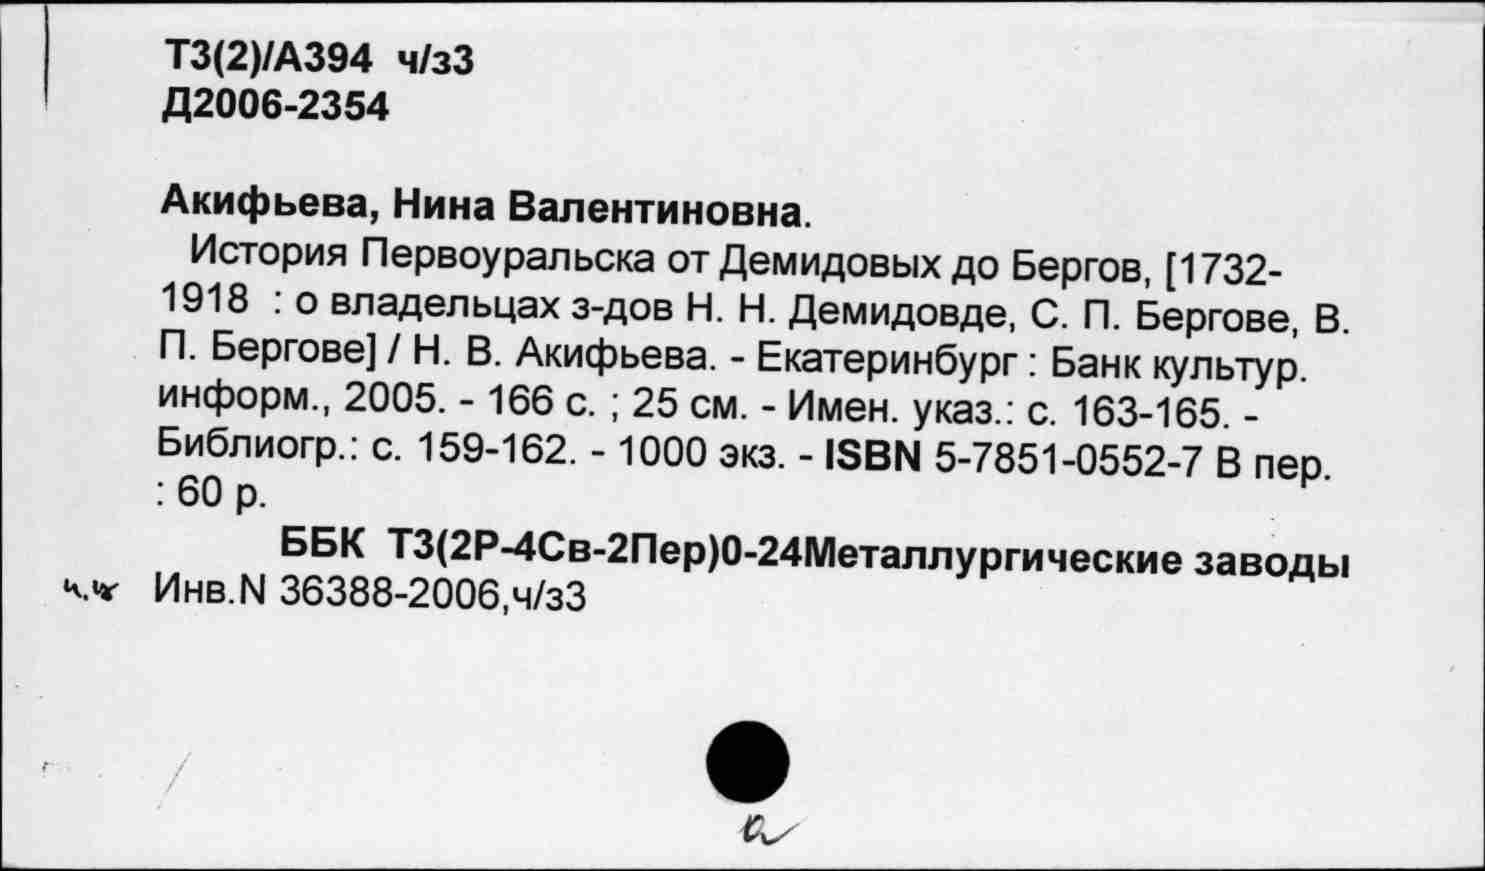 Т3(2)/А394 ч/з3
Д2006-2354
Акифьева, Нина Валентиновна.
История Первоуральска от Демидовых до Бергов, [1732-
1918 : о владельцах з-дов Н. Н. Демидовде, С. П. Бергове, В.
П. Бергове] / Н. В. Акифьева. - Екатеринбург : Банк культур.
информ., 2005. - 166 с. ; 25 см. - Имен. указ.: с. 163-165. -
Библиогр.: с. 159-162. - 1000 экз. - ISBN 5-7851-0552-7 В пер.
: 60 р.
ББК Т3(2Р-4Св-2Пер)0-24Металлургические заводы
Инв.N 36388-2006,ч/з3